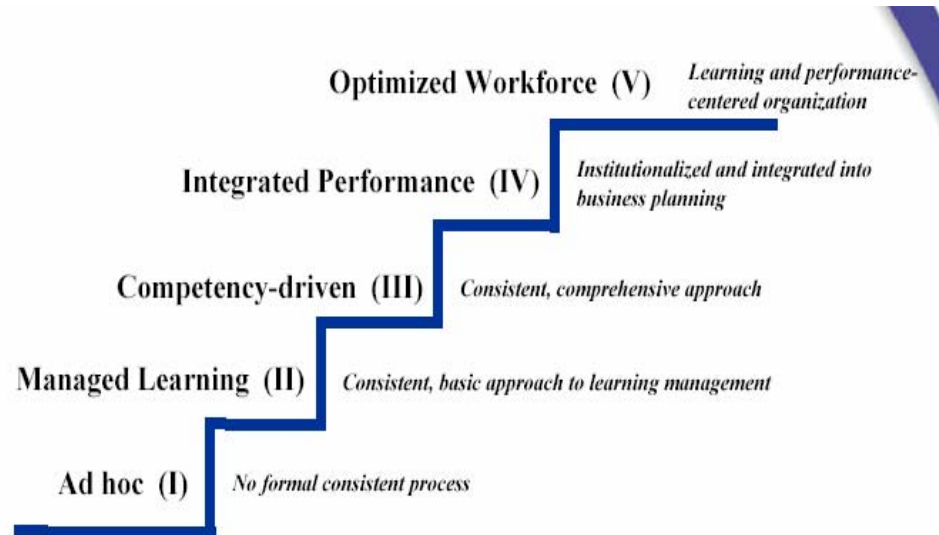 Optimized Workforce (V)
Learning and performance-
centered organization
Integrated Performance (IV)
Institutionalized and integrated into
business planning
Competency-driven (III)
Consistent, comprehensive approach
Managed Learning (II)
Consistent, basic approach to learning management
Ad hoc (I)
No formal consistent process